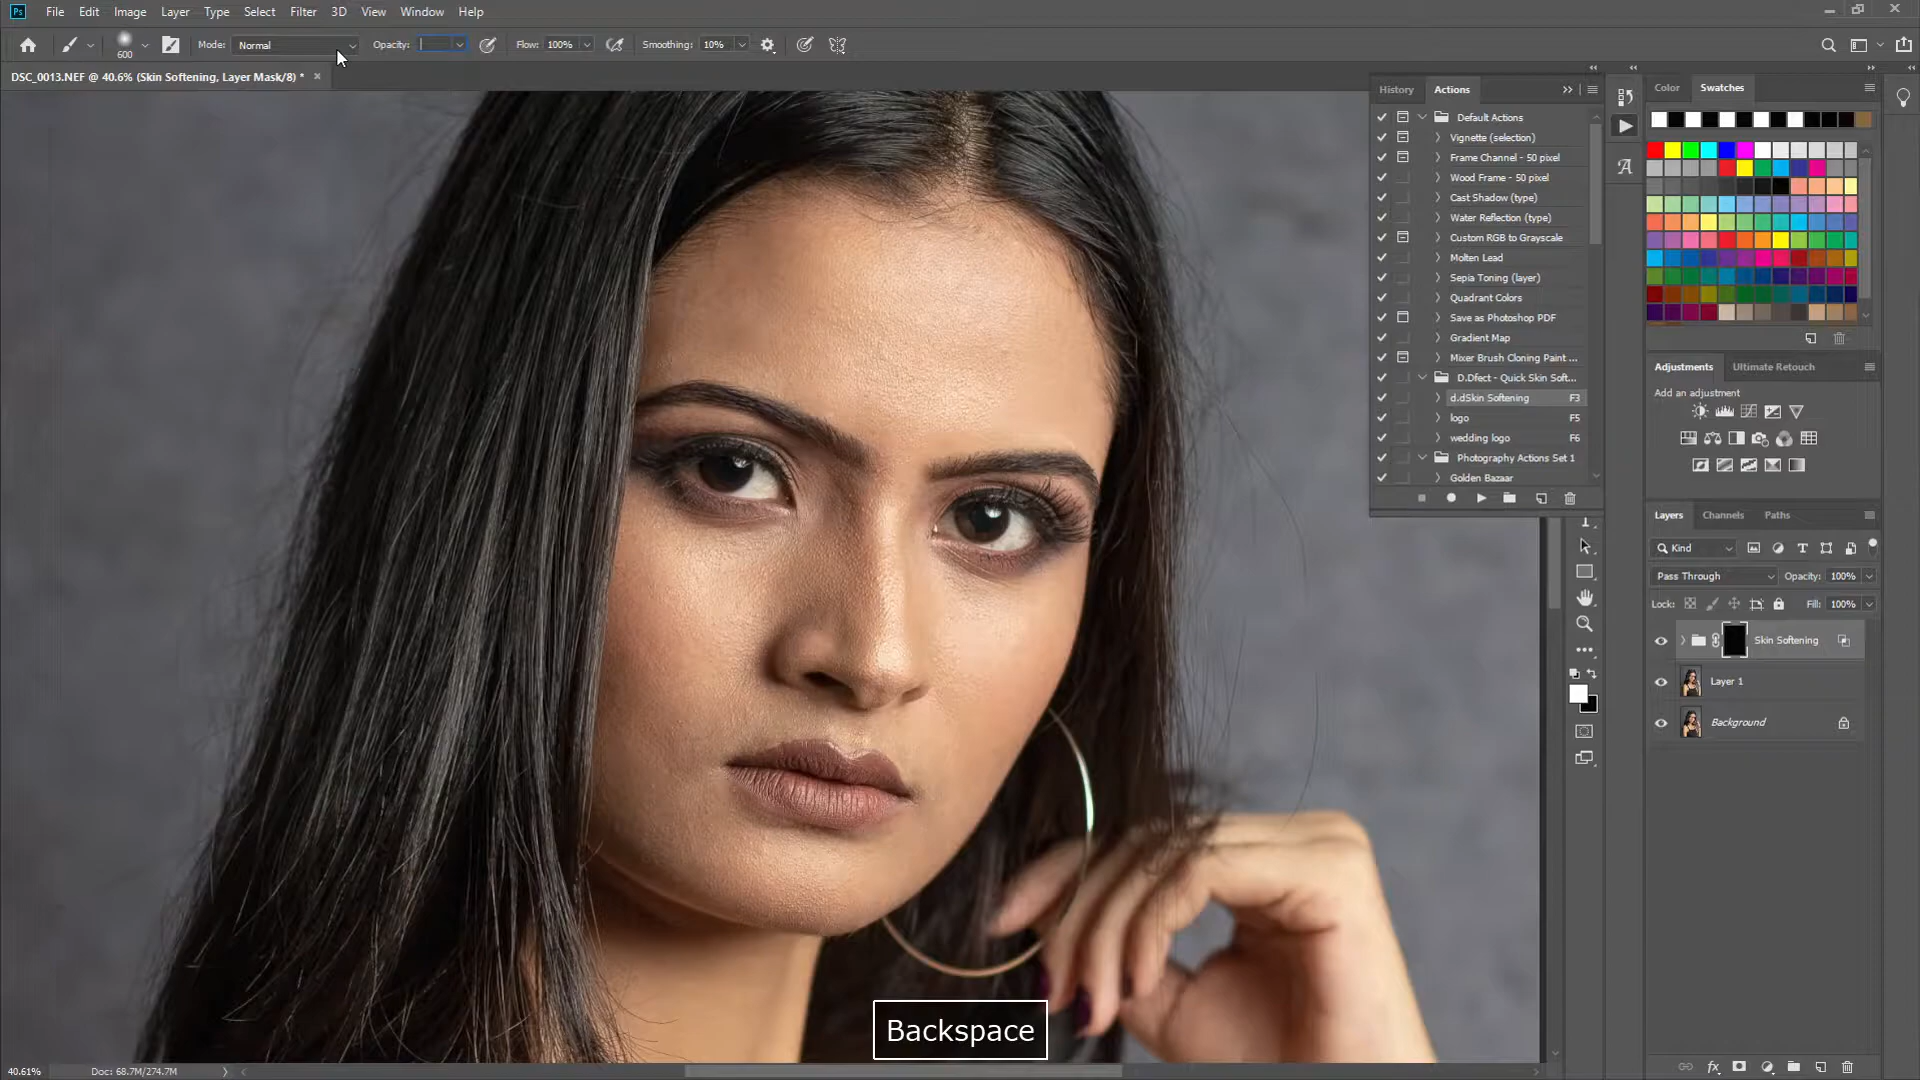 Ps File Edit Image Layer Type Select Filter 3D View Window Help
600 Mode: Normal Opacity: Flow: 100% Smoothing: 10%
DSC_0013.NEF @ 40.6% (Skin Softening, Layer Mask/8) *
History Actions
Default Actions
Vignette (selection)
Frame Channel - 50 pixel
Wood Frame - 50 pixel
Cast Shadow (type)
Water Reflection (type)
Custom RGB to Grayscale
Molten Lead
Sepia Toning (layer)
Quadrant Colors
Save as Photoshop PDF
Gradient Map
Mixer Brush Cloning Paint ...
D.Dfect - Quick Skin Soft...
d.dSkin Softening F3
logo F5
wedding logo F6
Photography Actions Set 1
Golden Bazaar
Color Swatches
Adjustments Ultimate Retouch
Add an adjustment
Layers Channels Paths
Kind
Pass Through Opacity: 100%
Lock: Fill: 100%
Skin Softening
Layer 1
Background
Backspace
40.61% Doc: 68.7M/274.7M